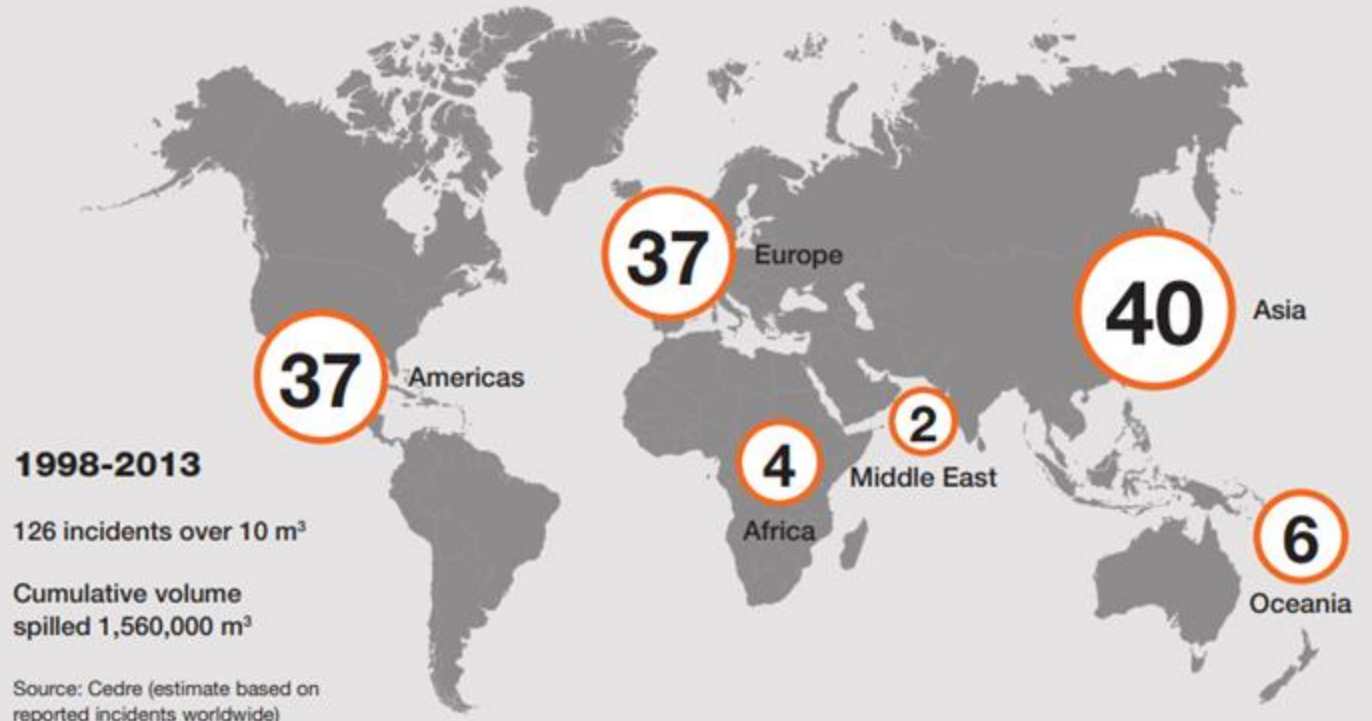 37
Europe
40
Asia
37
Americas
2
Middle East
4
Africa
6
Oceania
1998-2013
126 incidents over 10 m³
Cumulative volume
spilled 1,560,000 m³
Source: Cedre (estimate based on
reported incidents worldwide)